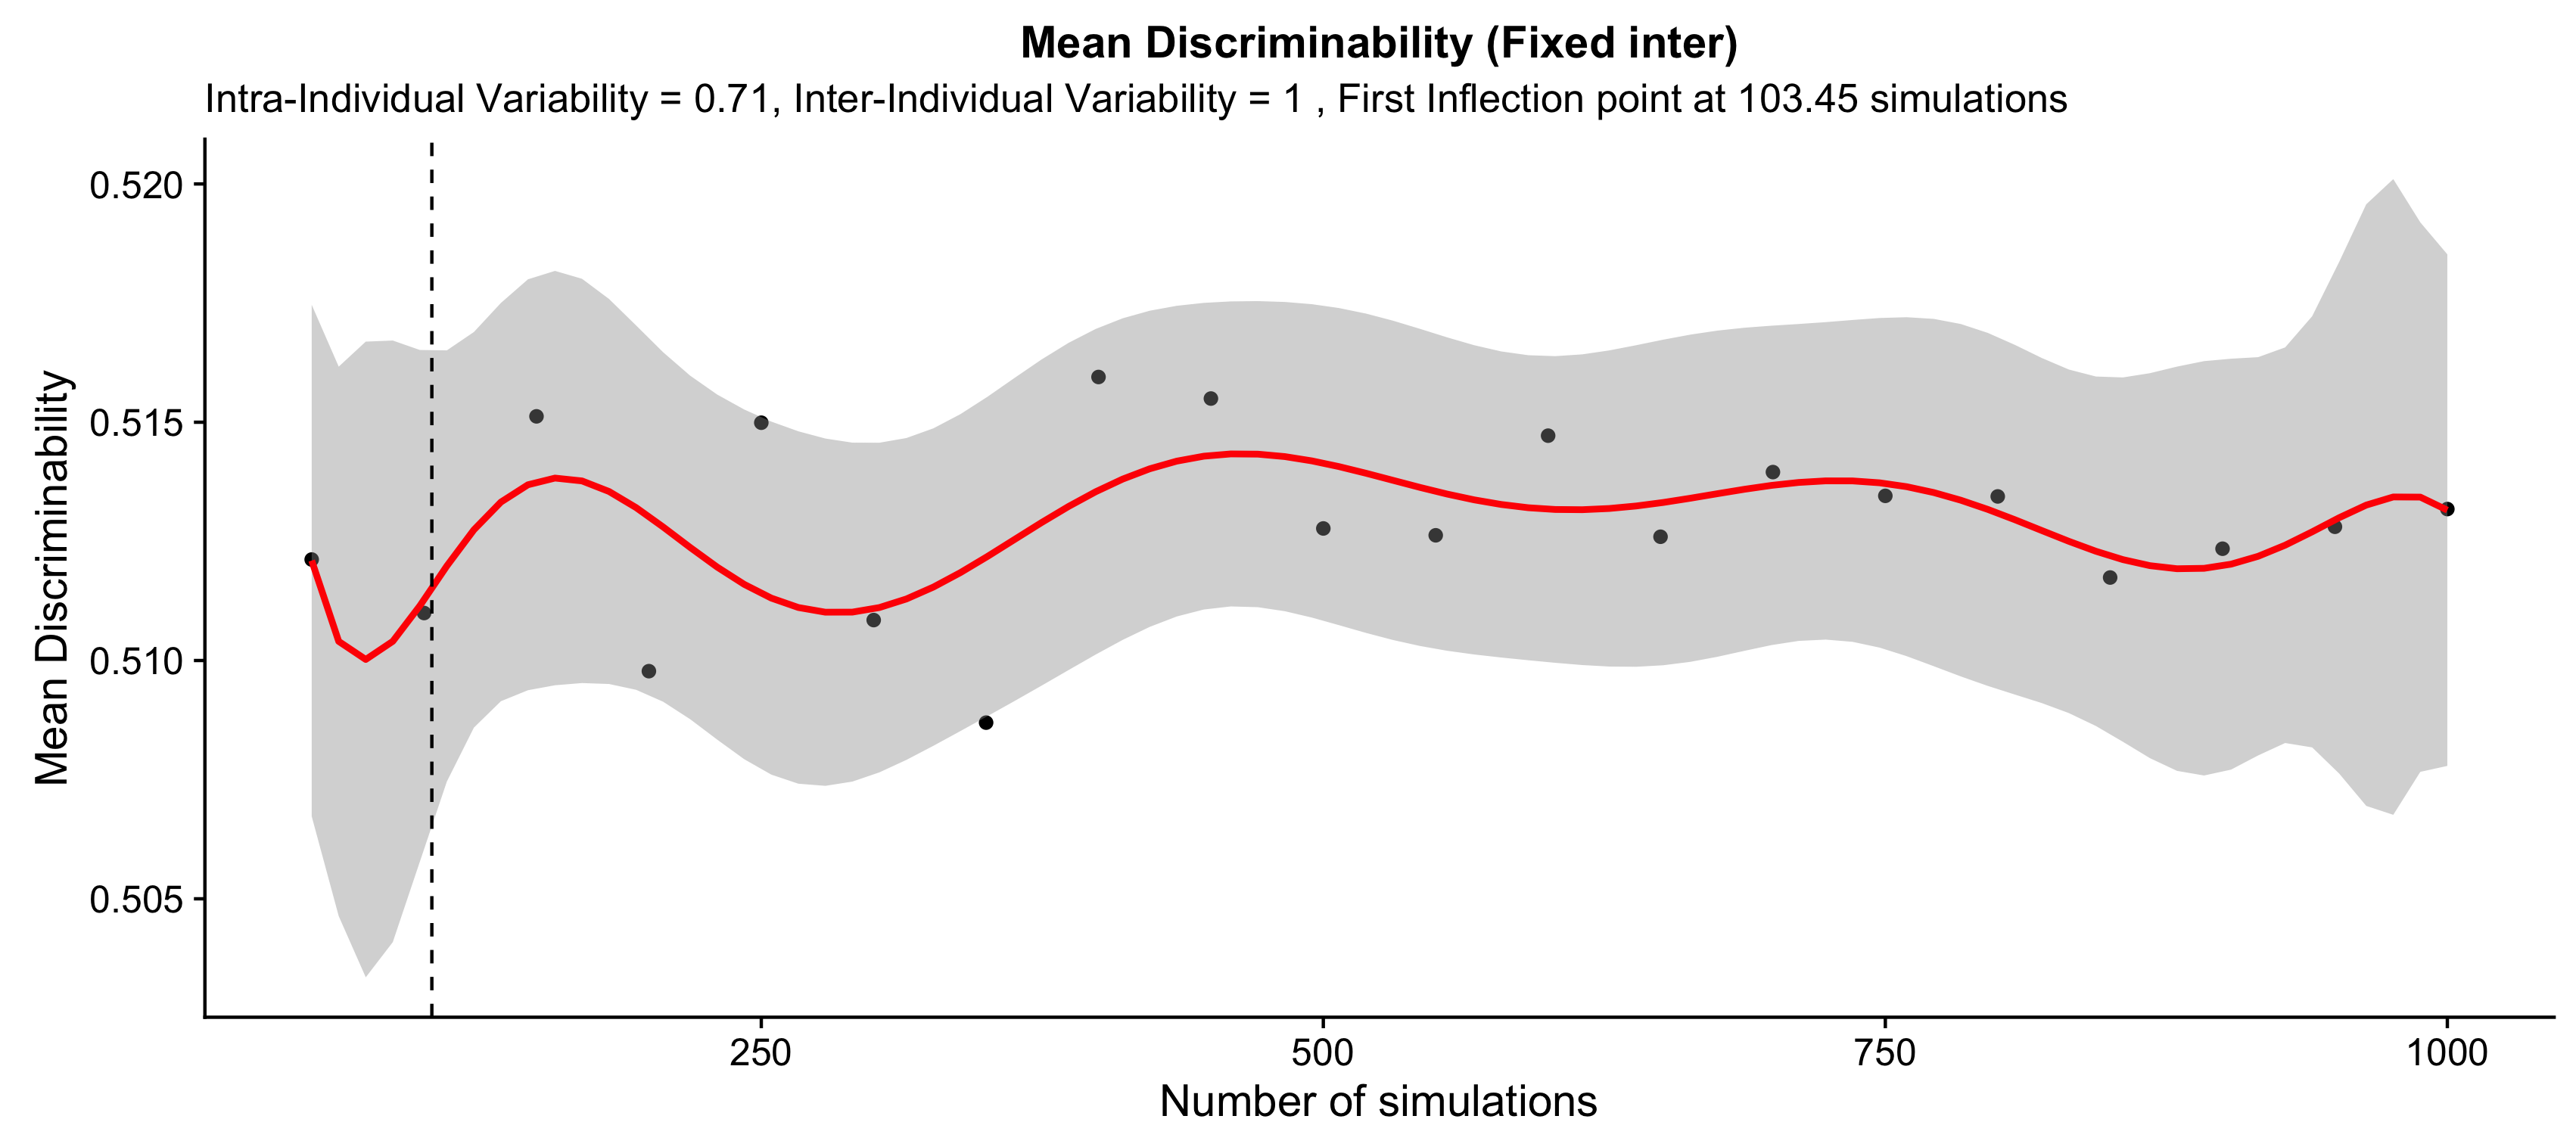 Mean Discriminability (Fixed inter)
Intra-Individual Variability = 0.71, Inter-Individual Variability = 1 , First Inflection point at 103.45 simulations
0.520
0.515
0.510
0.505
Mean Discriminability
250 500 750 1000
Number of simulations